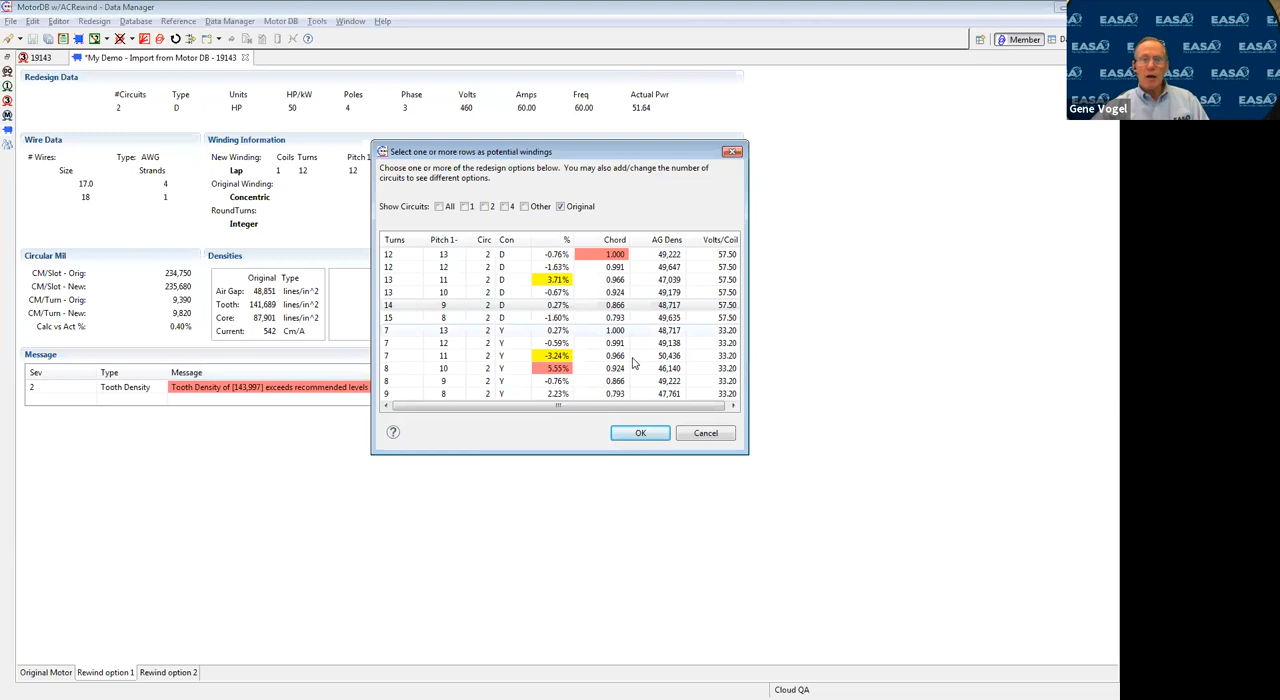 MotorDB w/ACRewind - Data Manager
File Edit Editor Redesign Database Reference Data Manager Motor DB Tools Window Help
Member
19143 *My Demo - Import from Motor DB - 19143
EASA EASA EASA EASA
Gene Vogel
Redesign Data
#Circuits Type Units HP/kW Poles Phase Volts Amps Freq Actual Pwr
2 D HP 50 4 3 460 60.00 60.00 51.64
Wire Data
# Wires: Type: AWG
Size Strands
17.0 4
18 1
Winding Information
New Winding: Coils Turns Pitch 1-
Lap 1 12 12
Original Winding:
Concentric
RoundTurns:
Integer
Circular Mil
CM/Slot - Orig: 234,750
CM/Slot - New: 235,680
CM/Turn - Orig: 9,390
CM/Turn - New: 9,820
Calc vs Act %: 0.40%
Densities
Original Type
Air Gap: 48,851 lines/in^2
Tooth: 141,689 lines/in^2
Core: 87,901 lines/in^2
Current: 542 Cm/A
Message
Sev Type Message
2 Tooth Density Tooth Density of [143,997] exceeds recommended levels
Select one or more rows as potential windings
Choose one or more of the redesign options below. You may also add/change the number of
circuits to see different options.
Show Circuits: All 1 2 4 Other Original
Turns Pitch 1- Circ Con % Chord AG Dens Volts/Coil
12 13 2 D -0.76% 1.000 49,222 57.50
12 12 2 D -1.63% 0.991 49,647 57.50
13 11 2 D 3.71% 0.966 47,039 57.50
13 10 2 D -0.67% 0.924 49,179 57.50
14 9 2 D 0.27% 0.866 48,717 57.50
15 8 2 D -1.60% 0.793 49,635 57.50
7 13 2 Y 0.27% 1.000 48,717 33.20
7 12 2 Y -0.59% 0.991 49,138 33.20
7 11 2 Y -3.24% 0.966 50,436 33.20
8 10 2 Y 5.55% 0.924 46,140 33.20
8 9 2 Y -0.76% 0.866 49,222 33.20
9 8 2 Y 2.23% 0.793 47,761 33.20
OK Cancel
Original Motor Rewind option 1 Rewind option 2
Cloud QA